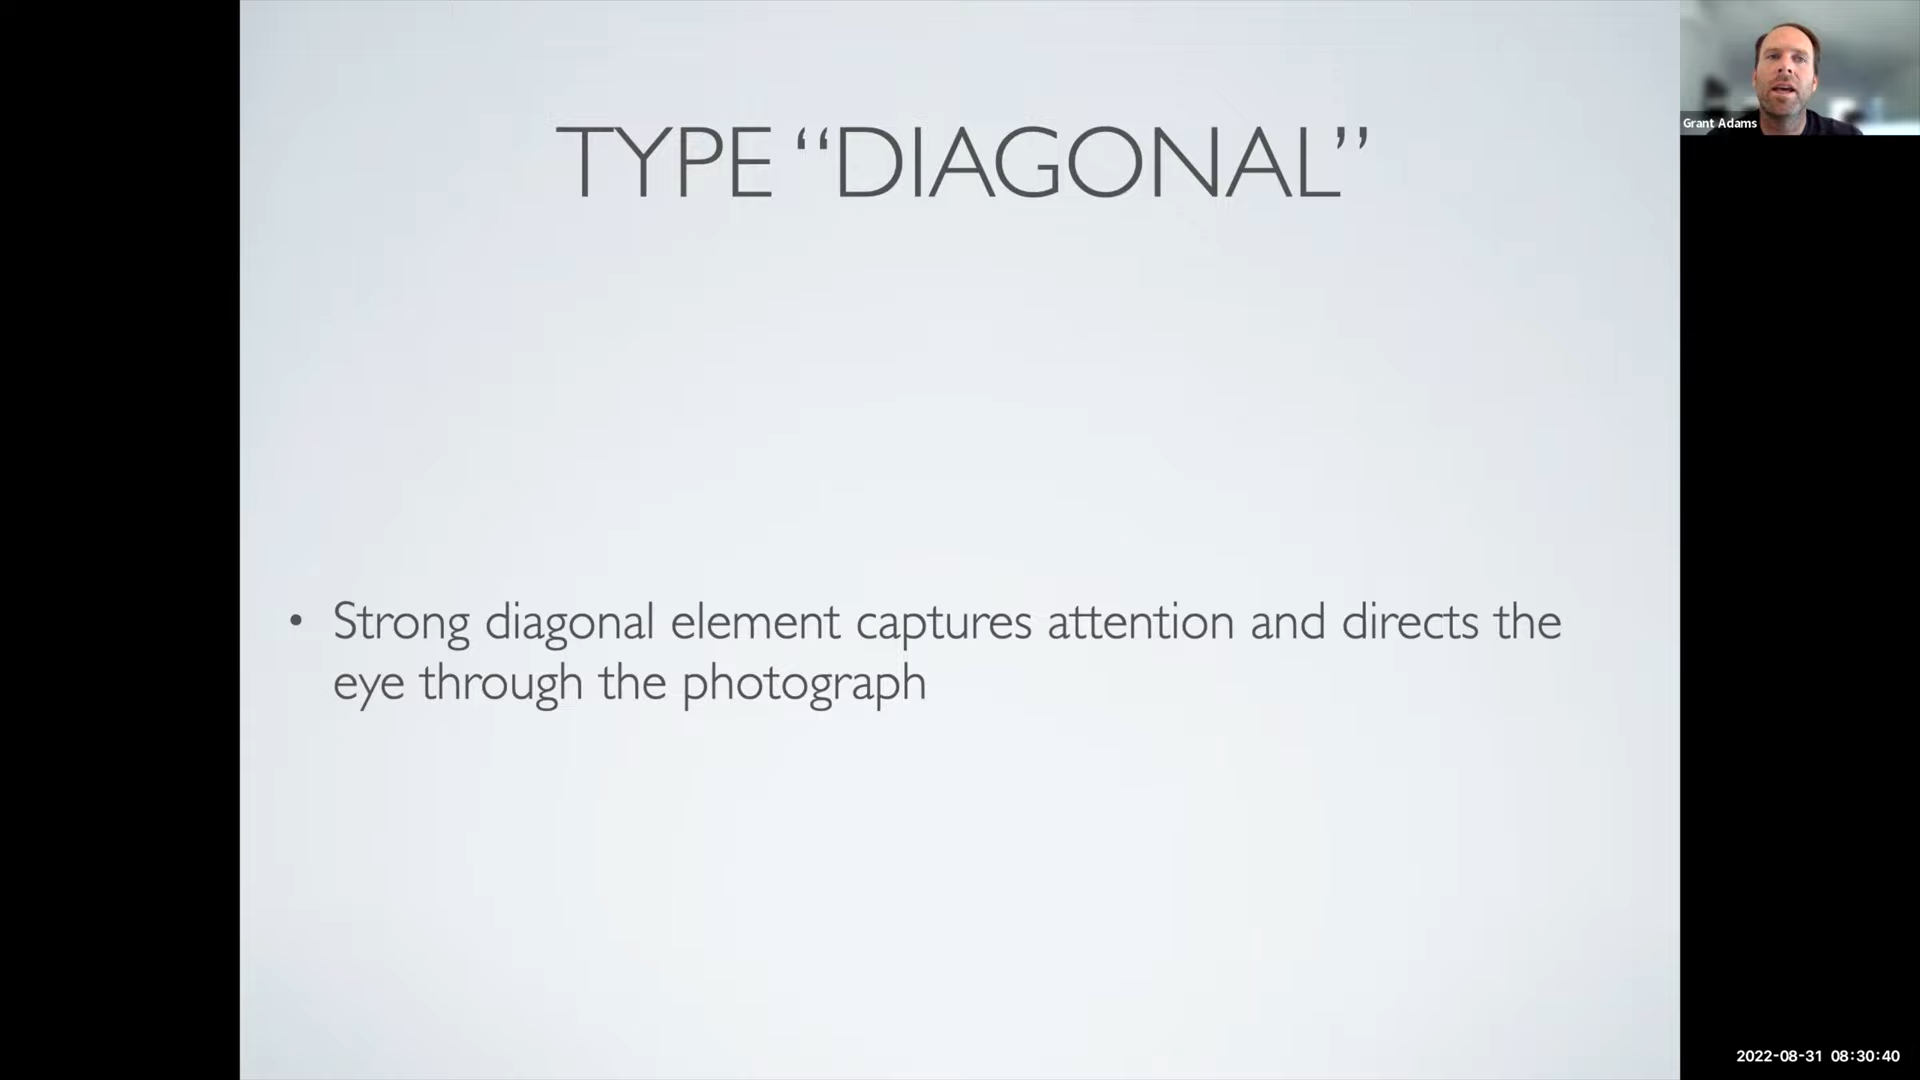 TYPE “DIAGONAL”
Grant Adams
• Strong diagonal element captures attention and directs the
eye through the photograph
2022-08-31 08:30:40